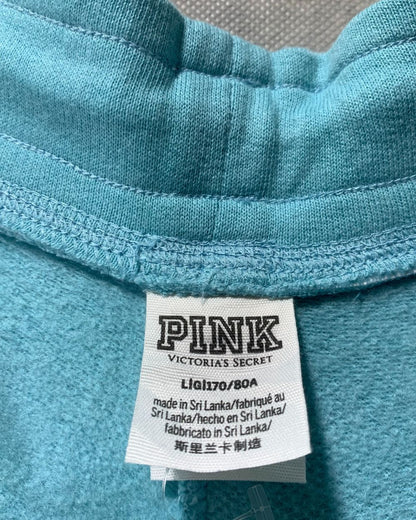 PINK
VICTORIA'S SECRET
L|G|170/80A
made in Sri Lanka/fabriqué au
Sri Lanka/hecho en Sri Lanka/
fabbricato in Sri Lanka/
斯里兰卡制造